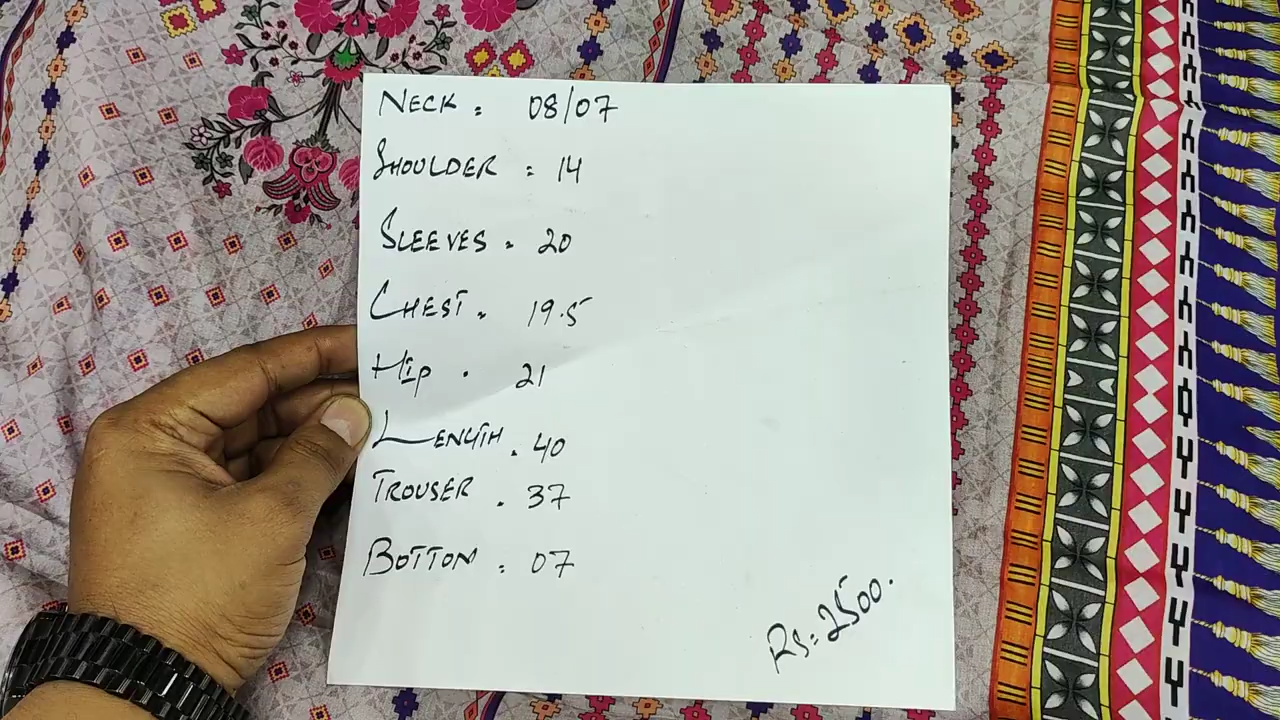 NECK : 08/07
SHOULDER : 14
SLEEVES : 20
CHEST : 19.5
HIP . 21
LENGTH . 40
TROUSER . 37
BOTTOM : 07
RS: 2500.